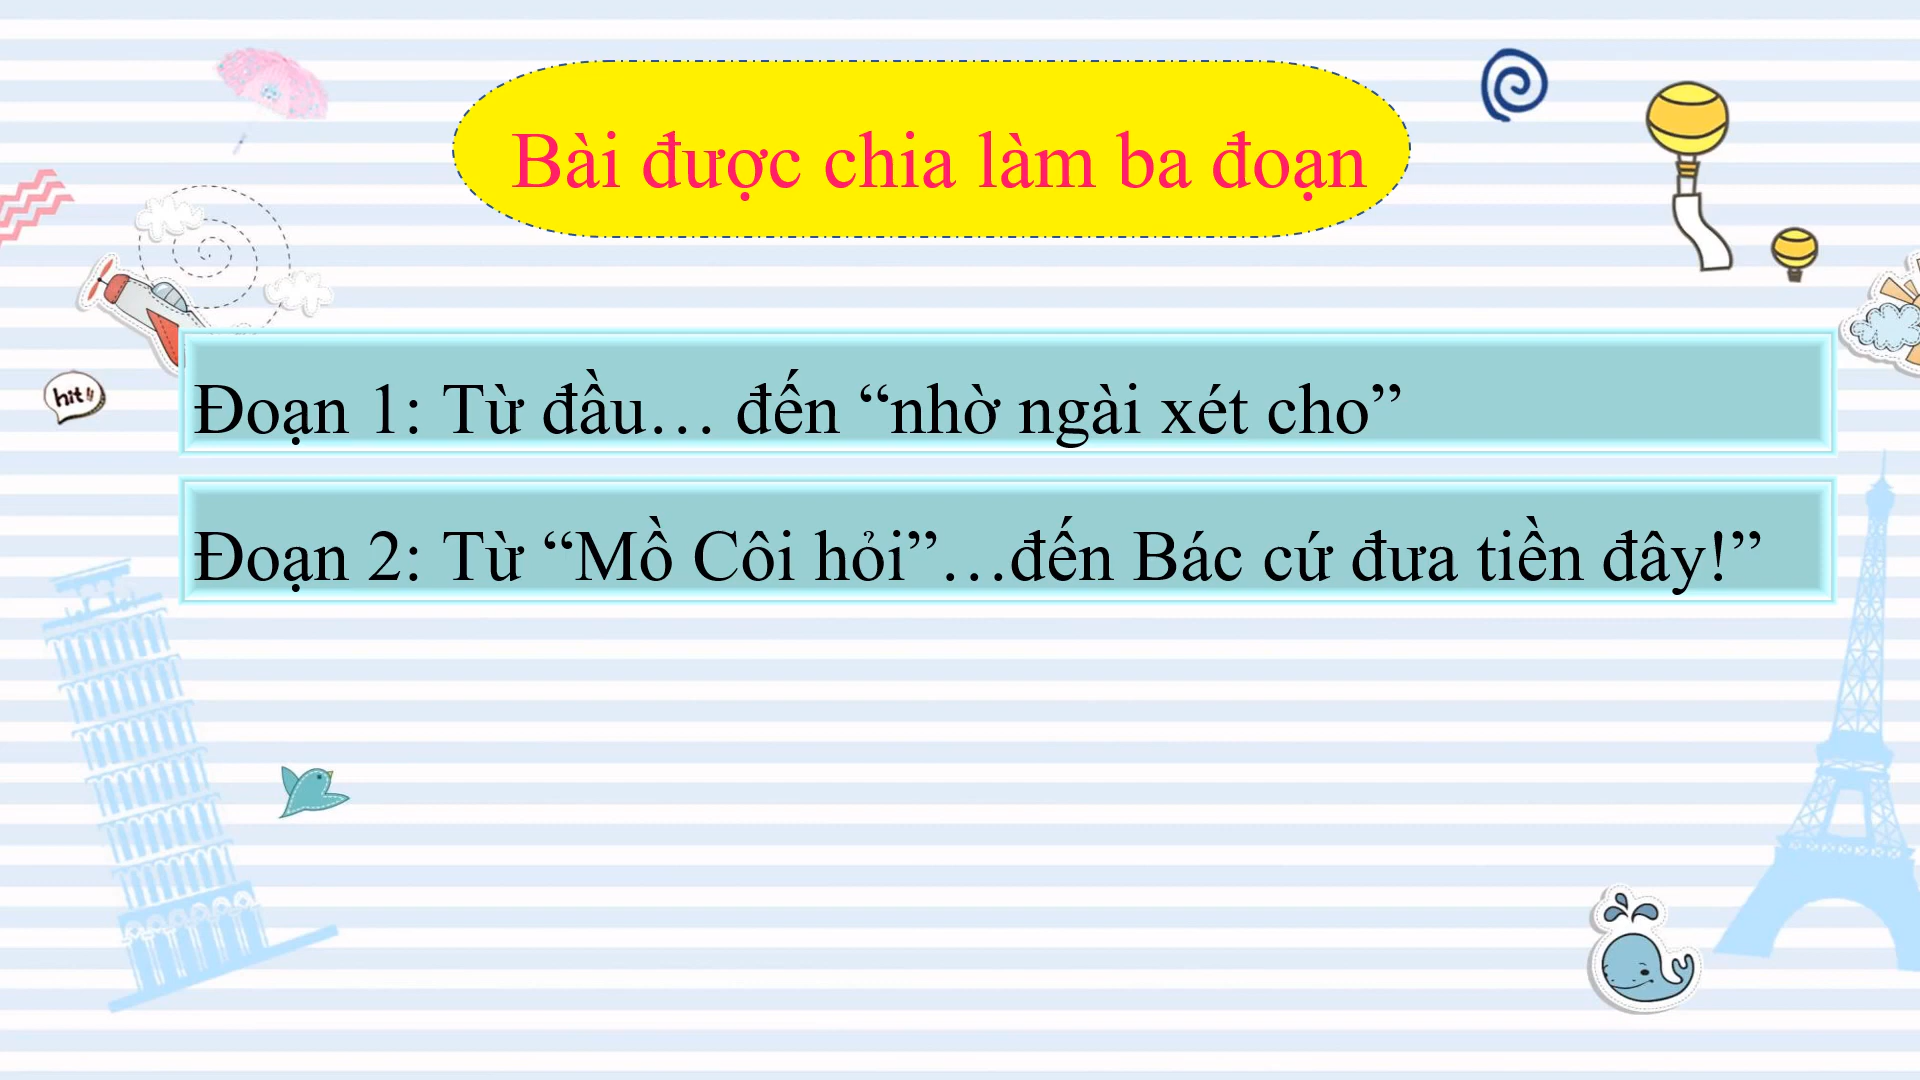 Bài được chia làm ba đoạn
hit!!
Đoạn 1: Từ đầu… đến “nhờ ngài xét cho”
Đoạn 2: Từ “Mồ Côi hỏi”…đến Bác cứ đưa tiền đây!”